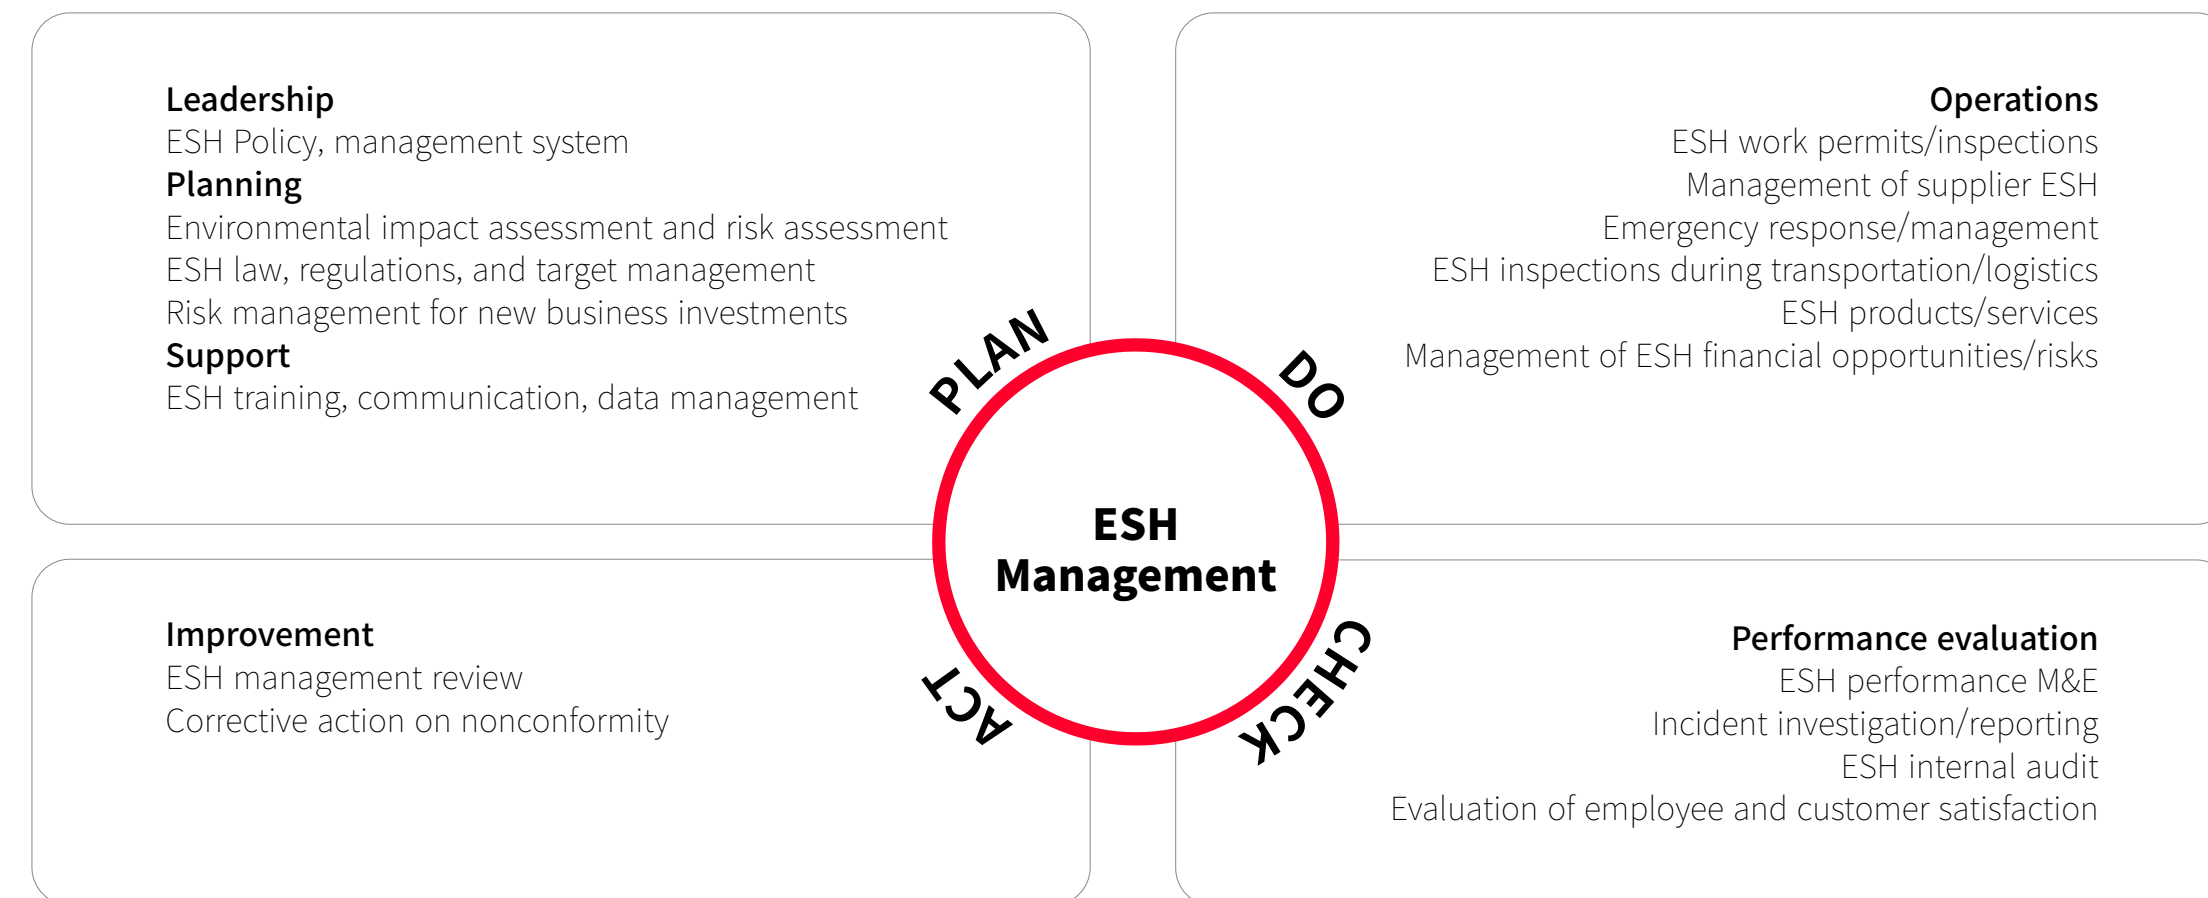 Leadership
ESH Policy, management system
Planning
Environmental impact assessment and risk assessment
ESH law, regulations, and target management
Risk management for new business investments
Support
ESH training, communication, data management
PLAN
Operations
ESH work permits/inspections
Management of supplier ESH
Emergency response/management
ESH inspections during transportation/logistics
ESH products/services
Management of ESH financial opportunities/risks
DO
ESH
Management
Improvement
ESH management review
Corrective action on nonconformity
ACT
CHECK
Performance evaluation
ESH performance M&E
Incident investigation/reporting
ESH internal audit
Evaluation of employee and customer satisfaction